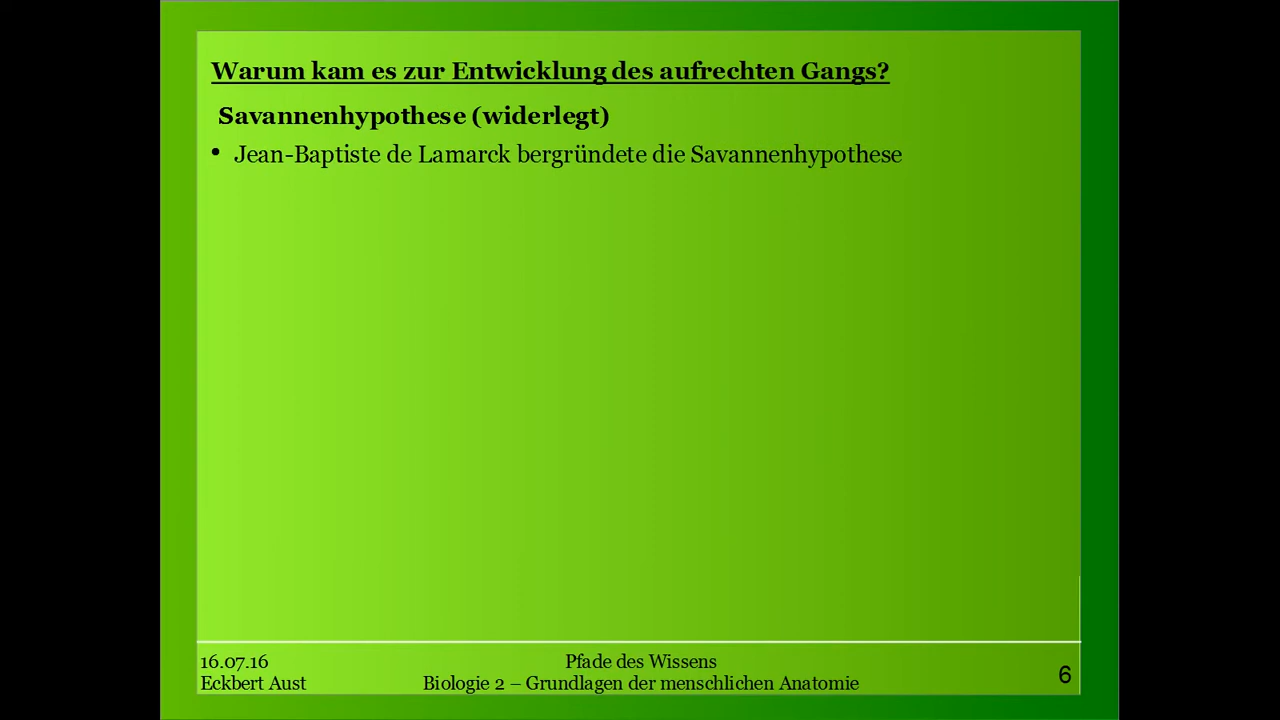 Warum kam es zur Entwicklung des aufrechten Gangs?
Savannenhypothese (widerlegt)
• Jean-Baptiste de Lamarck bergründete die Savannenhypothese
16.07.16
Eckbert Aust
Pfade des Wissens
Biologie 2 – Grundlagen der menschlichen Anatomie
6